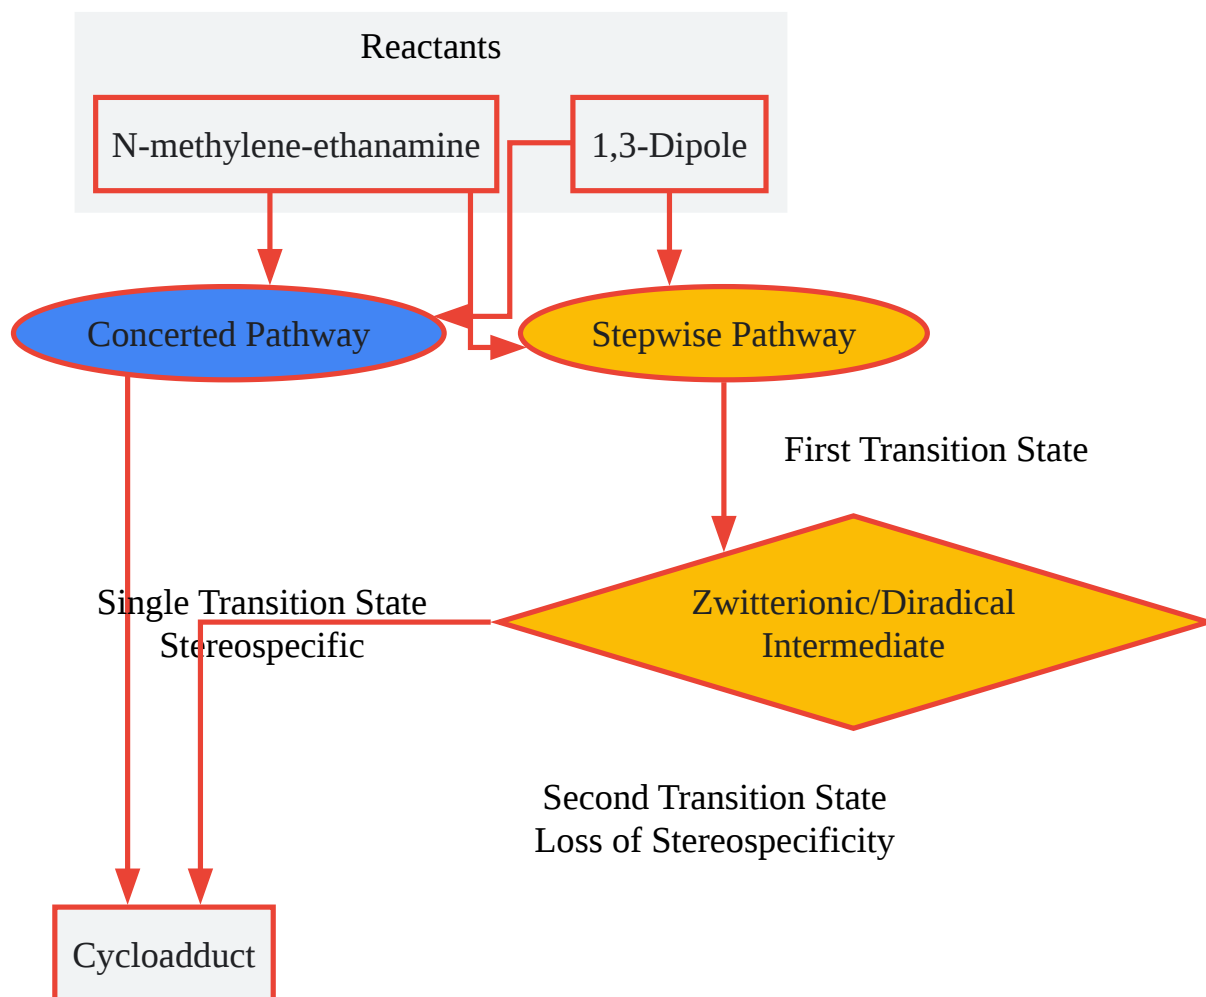 Reactants
N-methylene-ethanamine
1,3-Dipole
Concerted Pathway
Stepwise Pathway
First Transition State
Single Transition State
Stereospecific
Zwitterionic/Diradical
Intermediate
Second Transition State
Loss of Stereospecificity
Cycloadduct